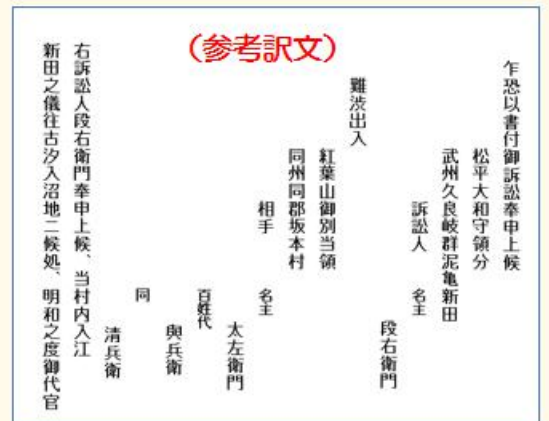 （参考訳文）
乍恐以書付御訴訟奉申上候
松平大和守領分
武州久良岐群泥亀新田
訴訟人 名主
段右衛門
難渋出入
紅葉山御別当領
同州同郡坂本村
相手 名主
太左衛門
百姓代
與兵衛
同
清兵衛
右訴訟人段右衛門奉申上候、当村内入江
新田之儀往古汐入沼地二候処、明和之度御代官